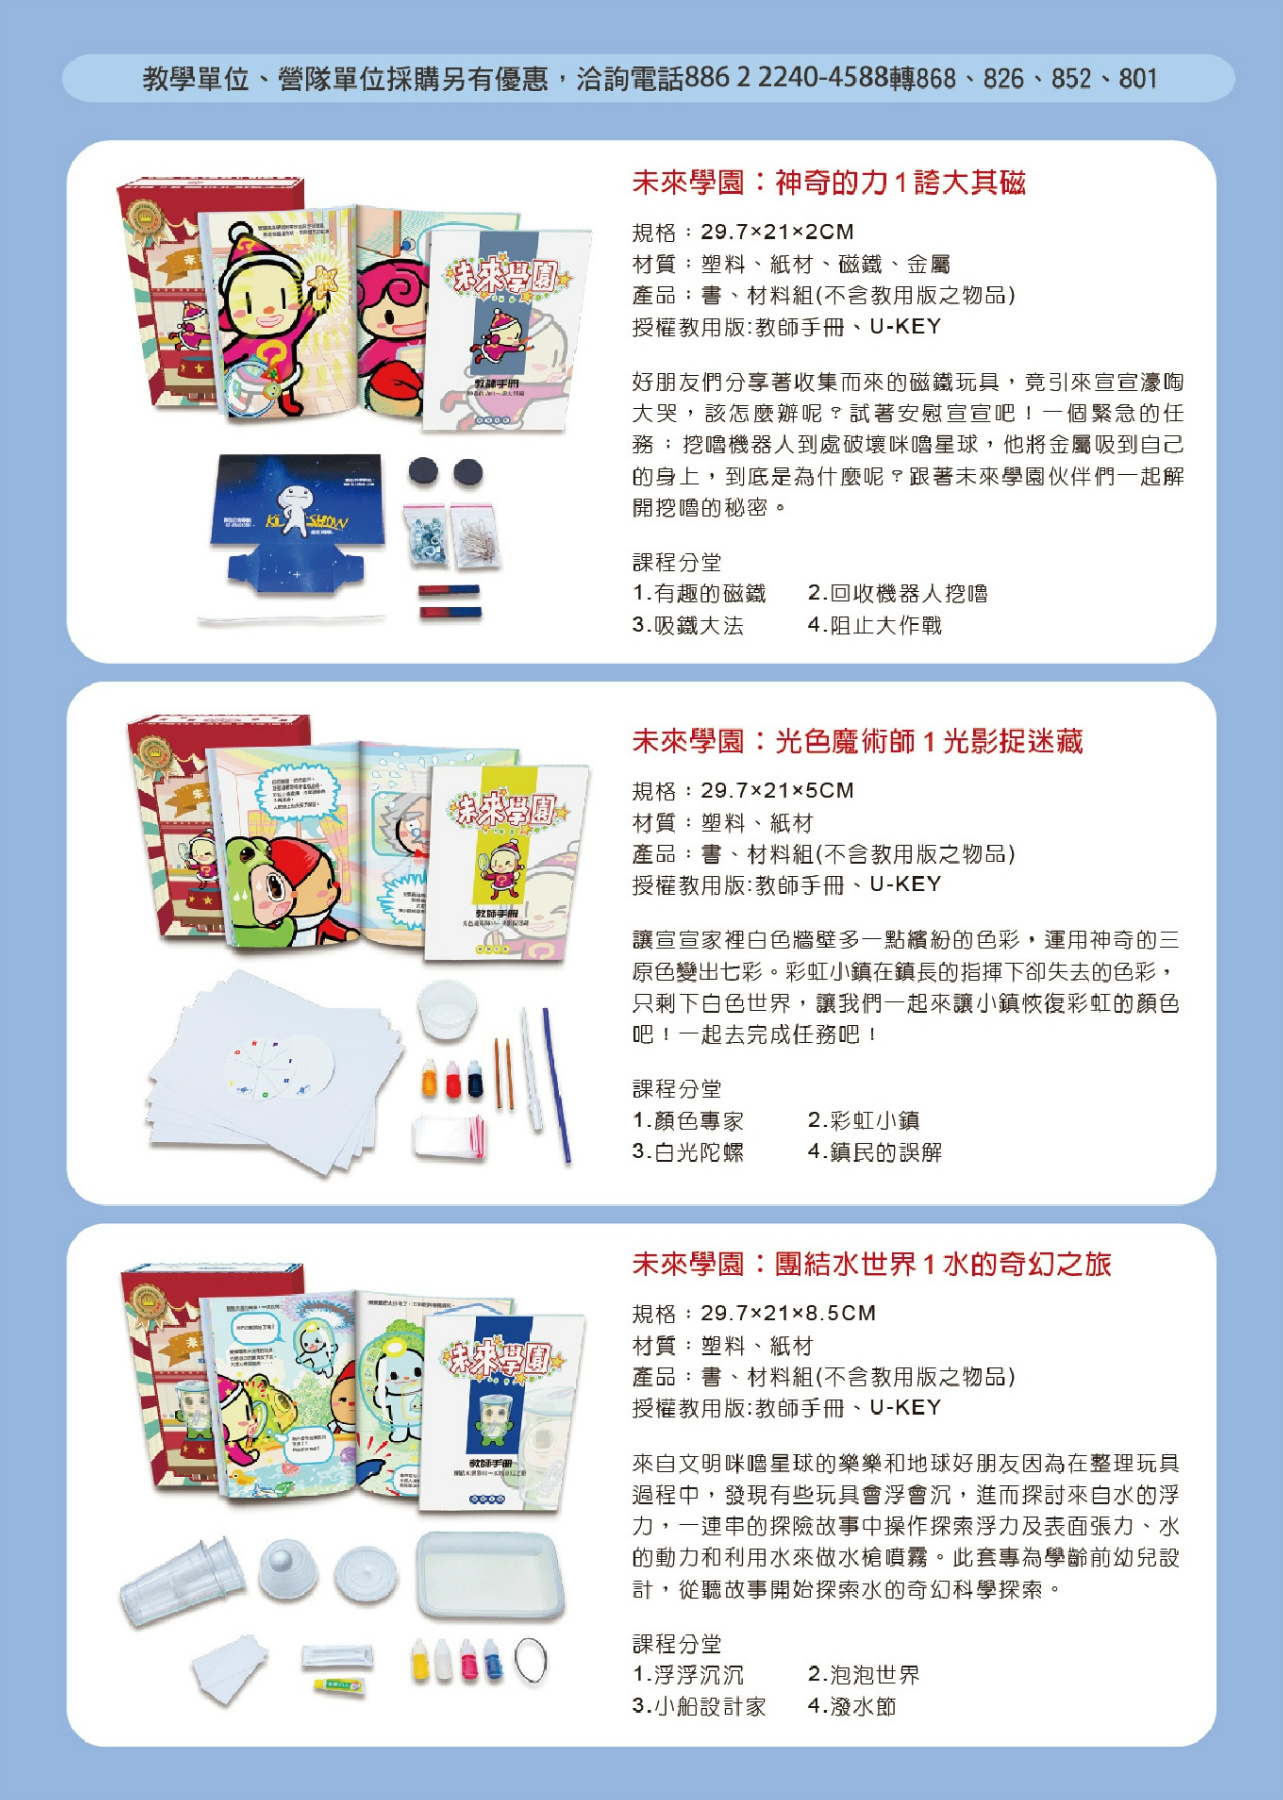 教學單位、營隊單位採購另有優惠，洽詢電話886 2 2240-4588轉868、826、852、801
未來學園：神奇的力1誇大其磁
規格：29.7×21×2CM
材質：塑料、紙材、磁鐵、金屬
產品：書、材料組(不含教用版之物品)
授權教用版:教師手冊、U-KEY
好朋友們分享著收集而來的磁鐵玩具，竟引來宣宣濠啕
大哭，該怎麼辦呢？試著安慰宣宣吧！一個緊急的任
務：挖嚕機器人到處破壞咪嚕星球，他將金屬吸到自己
的身上，到底是為什麼呢？跟著未來學園伙伴們一起解
開挖嚕的秘密。
課程分堂
1.有趣的磁鐵 2.回收機器人挖嚕
3.吸鐵大法 4.阻止大作戰
未來學園
教師手冊
KL SHOW
未來學園：光色魔術師1光影捉迷藏
規格：29.7×21×5CM
材質：塑料、紙材
產品：書、材料組(不含教用版之物品)
授權教用版:教師手冊、U-KEY
讓宣宣家裡白色牆壁多一點繽紛的色彩，運用神奇的三
原色變出七彩。彩虹小鎮在鎮長的指揮下卻失去的色彩，
只剩下白色世界，讓我們一起來讓小鎮恢復彩虹的顏色
吧！一起去完成任務吧！
課程分堂
1.顏色專家 2.彩虹小鎮
3.白光陀螺 4.鎮民的誤解
未來學園
教師手冊
未來學園：團結水世界1水的奇幻之旅
規格：29.7×21×8.5CM
材質：塑料、紙材
產品：書、材料組(不含教用版之物品)
授權教用版:教師手冊、U-KEY
來自文明咪嚕星球的樂樂和地球好朋友因為在整理玩具
過程中，發現有些玩具會浮會沉，進而探討來自水的浮
力，一連串的探險故事中操作探索浮力及表面張力、水
的動力和利用水來做水槍噴霧。此套專為學齡前幼兒設
計，從聽故事開始探索水的奇幻科學探索。
課程分堂
1.浮浮沉沉 2.泡泡世界
3.小船設計家 4.潑水節
未來學園
教師手冊